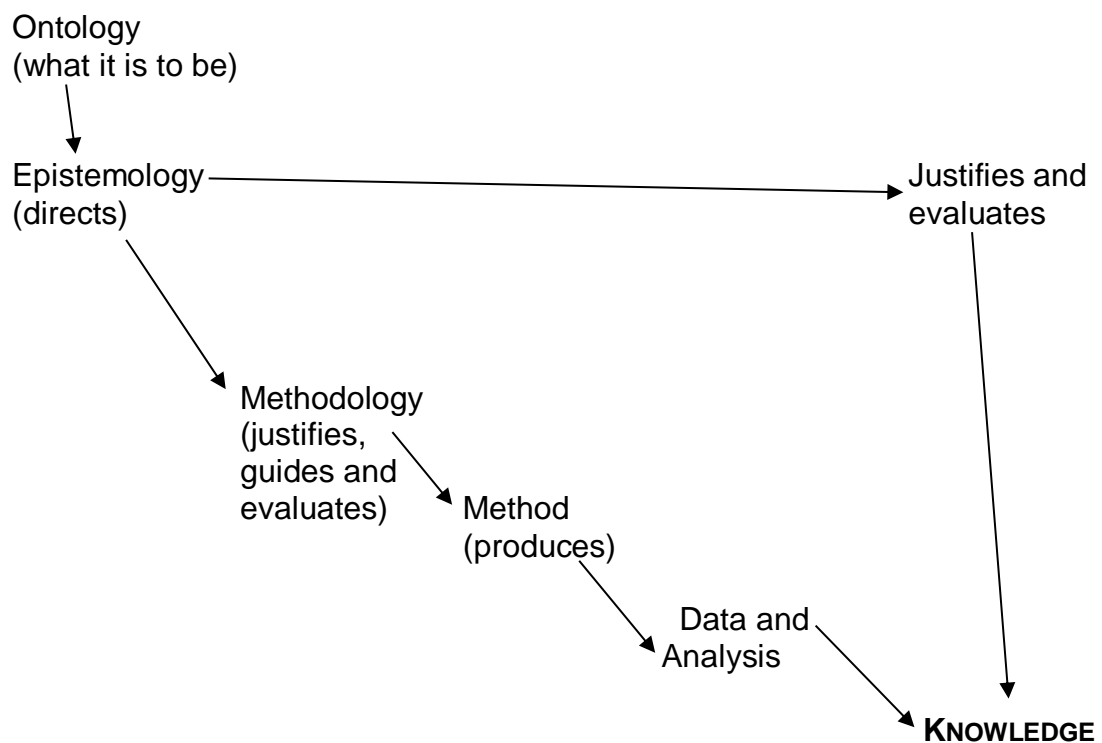 Ontology
(what it is to be)
Epistemology
(directs)
Justifies and
evaluates
Methodology
(justifies,
guides and
evaluates)
Method
(produces)
Data and
Analysis
KNOWLEDGE